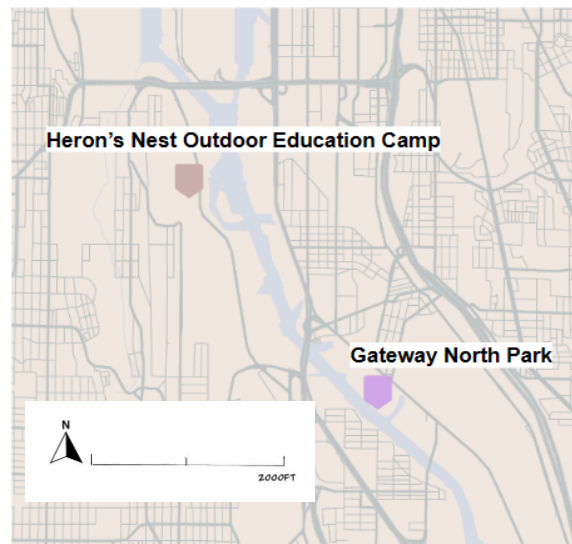 Heron’s Nest Outdoor Education Camp
Gateway North Park
N
2000FT